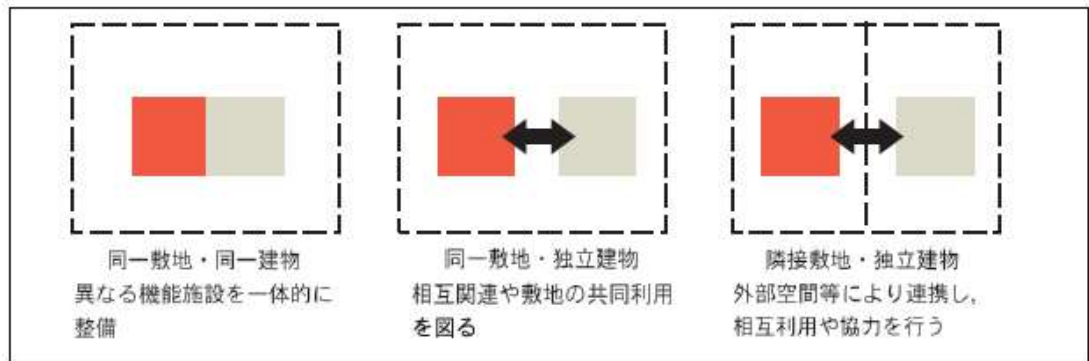 同一敷地・同一建物
異なる機能施設を一体的に
整備
同一敷地・独立建物
相互関連や敷地の共同利用
を図る
隣接敷地・独立建物
外部空間等により連携し，
相互利用や協力を行う